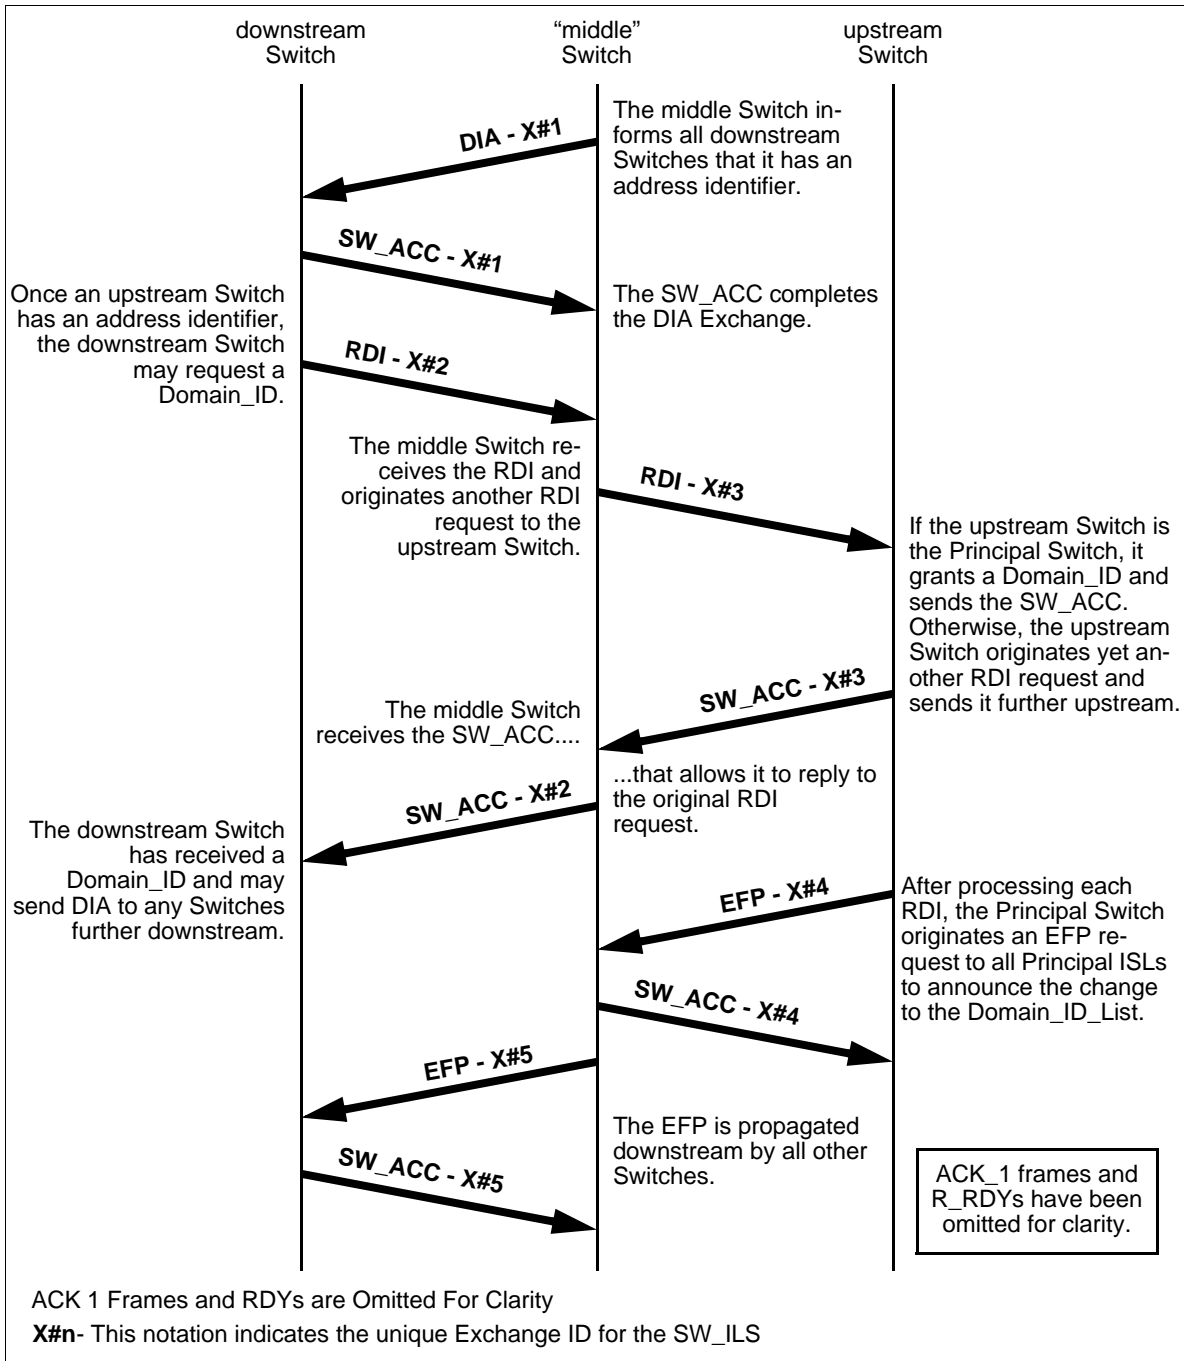 downstream
Switch
“middle”
Switch
upstream
Switch
The middle Switch in-
forms all downstream
Switches that it has an
address identifier.
DIA - X#1
SW_ACC - X#1
Once an upstream Switch
has an address identifier,
the downstream Switch
may request a
Domain_ID.
The SW_ACC completes
the DIA Exchange.
RDI - X#2
The middle Switch re-
ceives the RDI and
originates another RDI
request to the
upstream Switch.
RDI - X#3
If the upstream Switch is
the Principal Switch, it
grants a Domain_ID and
sends the SW_ACC.
Otherwise, the upstream
Switch originates yet an-
other RDI request and
sends it further upstream.
SW_ACC - X#3
The middle Switch
receives the SW_ACC....
...that allows it to reply to
the original RDI
request.
SW_ACC - X#2
The downstream Switch
has received a
Domain_ID and may
send DIA to any Switches
further downstream.
EFP - X#4
After processing each
RDI, the Principal Switch
originates an EFP re-
quest to all Principal ISLs
to announce the change
to the Domain_ID_List.
SW_ACC - X#4
EFP - X#5
The EFP is propagated
downstream by all other
Switches.
SW_ACC - X#5
ACK_1 frames and
R_RDYs have been
omitted for clarity.
ACK 1 Frames and RDYs are Omitted For Clarity
X#n- This notation indicates the unique Exchange ID for the SW_ILS